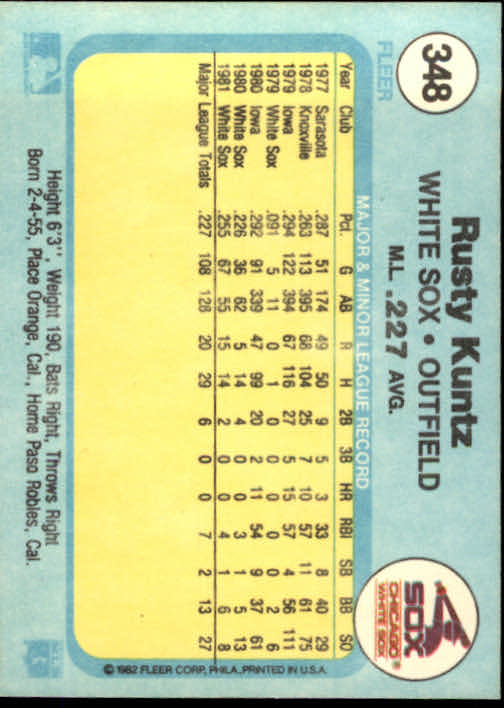 348
FLEER
Rusty Kuntz
WHITE SOX • OUTFIELD
M.L. .227 AVG.
SOX
CHICAGO
WHITE SOX
MAJOR & MINOR LEAGUE RECORD
Year Club Pct. G AB R H 2B 3B HR RBI SB BB SO
1977 Sarasota .287 51 174 49 50 9 5 3 33 8 40 29
1978 Knoxville .263 113 395 68 104 25 7 10 57 11 61 75
1979 Iowa .294 122 394 67 116 27 5 15 57 4 56 111
1979 White Sox .091 5 11 0 1 0 0 0 0 0 2 6
1980 Iowa .292 91 339 47 99 20 2 11 54 9 37 61
1980 White Sox .226 36 62 5 14 4 0 0 3 1 5 13
1981 White Sox .255 67 55 15 14 2 0 0 4 1 6 8
Major League Totals .227 108 128 20 29 6 0 0 7 2 13 27
© 1982 FLEER CORP., PHILA., PRINTED IN U.S.A.
Height 6'3", Weight 190, Bats Right, Throws Right
Born 2-4-55, Place Orange, Cal., Home Paso Robles, Cal.